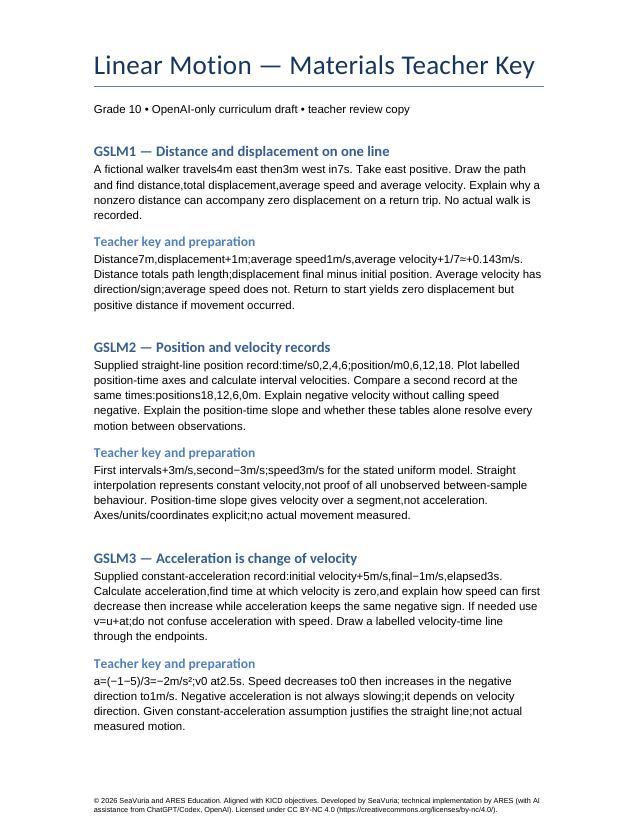 Linear Motion — Materials Teacher Key
Grade 10 • OpenAI-only curriculum draft • teacher review copy
GSLM1 — Distance and displacement on one line
A fictional walker travels4m east then3m west in7s. Take east positive. Draw the path
and find distance,total displacement,average speed and average velocity. Explain why a
nonzero distance can accompany zero displacement on a return trip. No actual walk is
recorded.
Teacher key and preparation
Distance7m,displacement+1m;average speed1m/s,average velocity+1/7≈+0.143m/s.
Distance totals path length;displacement final minus initial position. Average velocity has
direction/sign;average speed does not. Return to start yields zero displacement but
positive distance if movement occurred.
GSLM2 — Position and velocity records
Supplied straight-line position record:time/s0,2,4,6;position/m0,6,12,18. Plot labelled
position-time axes and calculate interval velocities. Compare a second record at the
same times:positions18,12,6,0m. Explain negative velocity without calling speed
negative. Explain the position-time slope and whether these tables alone resolve every
motion between observations.
Teacher key and preparation
First intervals+3m/s,second−3m/s;speed3m/s for the stated uniform model. Straight
interpolation represents constant velocity,not proof of all unobserved between-sample
behaviour. Position-time slope gives velocity over a segment,not acceleration.
Axes/units/coordinates explicit;no actual movement measured.
GSLM3 — Acceleration is change of velocity
Supplied constant-acceleration record:initial velocity+5m/s,final−1m/s,elapsed3s.
Calculate acceleration,find time at which velocity is zero,and explain how speed can first
decrease then increase while acceleration keeps the same negative sign. If needed use
v=u+at;do not confuse acceleration with speed. Draw a labelled velocity-time line
through the endpoints.
Teacher key and preparation
a=(−1−5)/3=−2m/s²;v0 at2.5s. Speed decreases to0 then increases in the negative
direction to1m/s. Negative acceleration is not always slowing;it depends on velocity
direction. Given constant-acceleration assumption justifies the straight line;not actual
measured motion.
© 2026 SeaVuria and ARES Education. Aligned with KICD objectives. Developed by SeaVuria; technical implementation by ARES (with AI
assistance from ChatGPT/Codex, OpenAI). Licensed under CC BY-NC 4.0 (https://creativecommons.org/licenses/by-nc/4.0/).